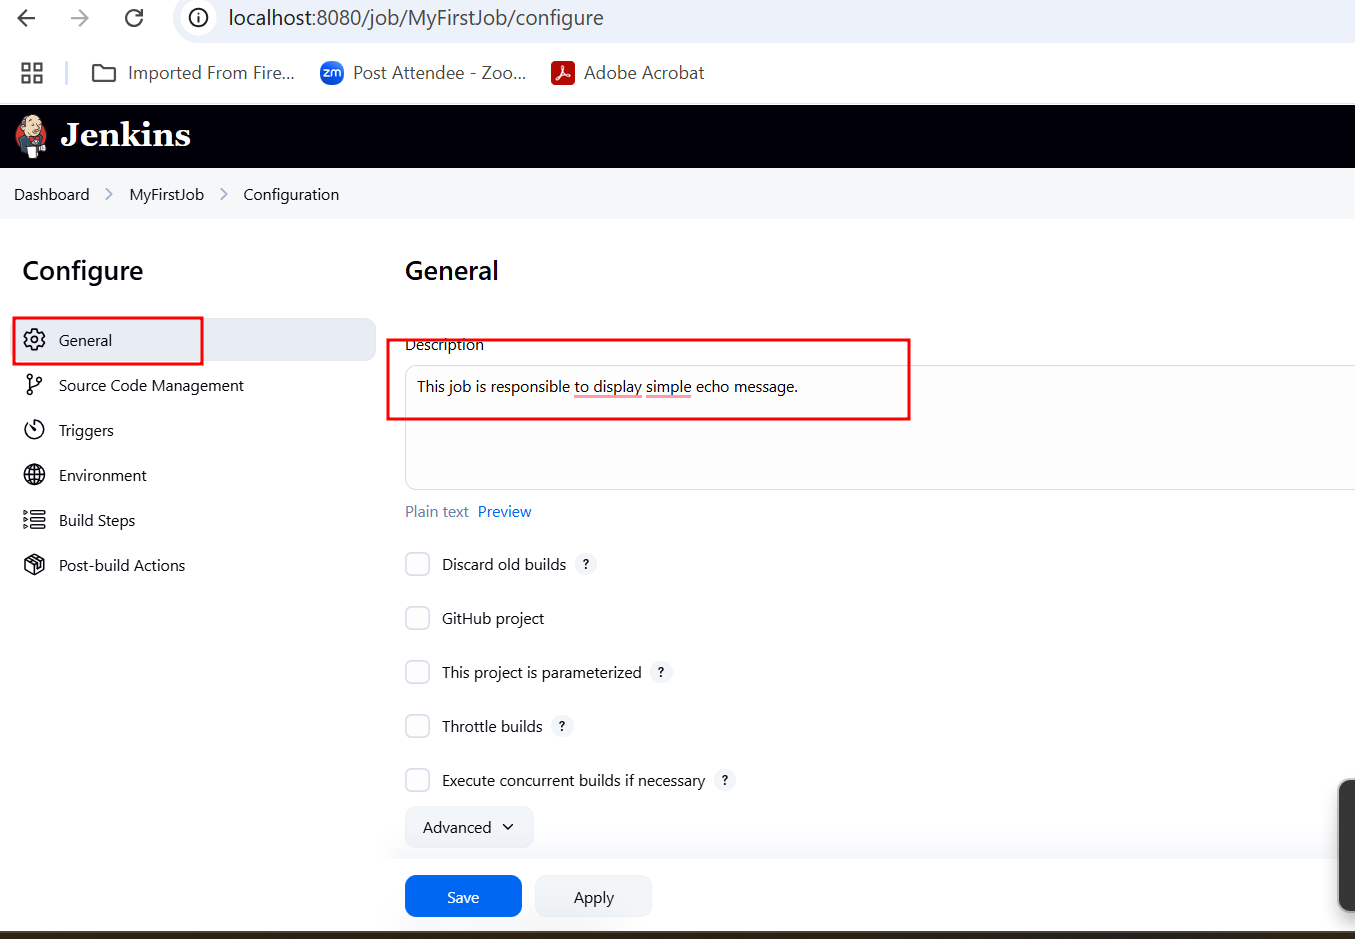 localhost:8080/job/MyFirstJob/configure
Imported From Fire...
zm Post Attendee - Zoo...
Adobe Acrobat
Jenkins
Dashboard
MyFirstJob
Configuration
Configure
General
Source Code Management
Triggers
Environment
Build Steps
Post-build Actions
General
Description
This job is responsible to display simple echo message.
Plain text Preview
Discard old builds ?
GitHub project
This project is parameterized ?
Throttle builds ?
Execute concurrent builds if necessary ?
Advanced
Save
Apply